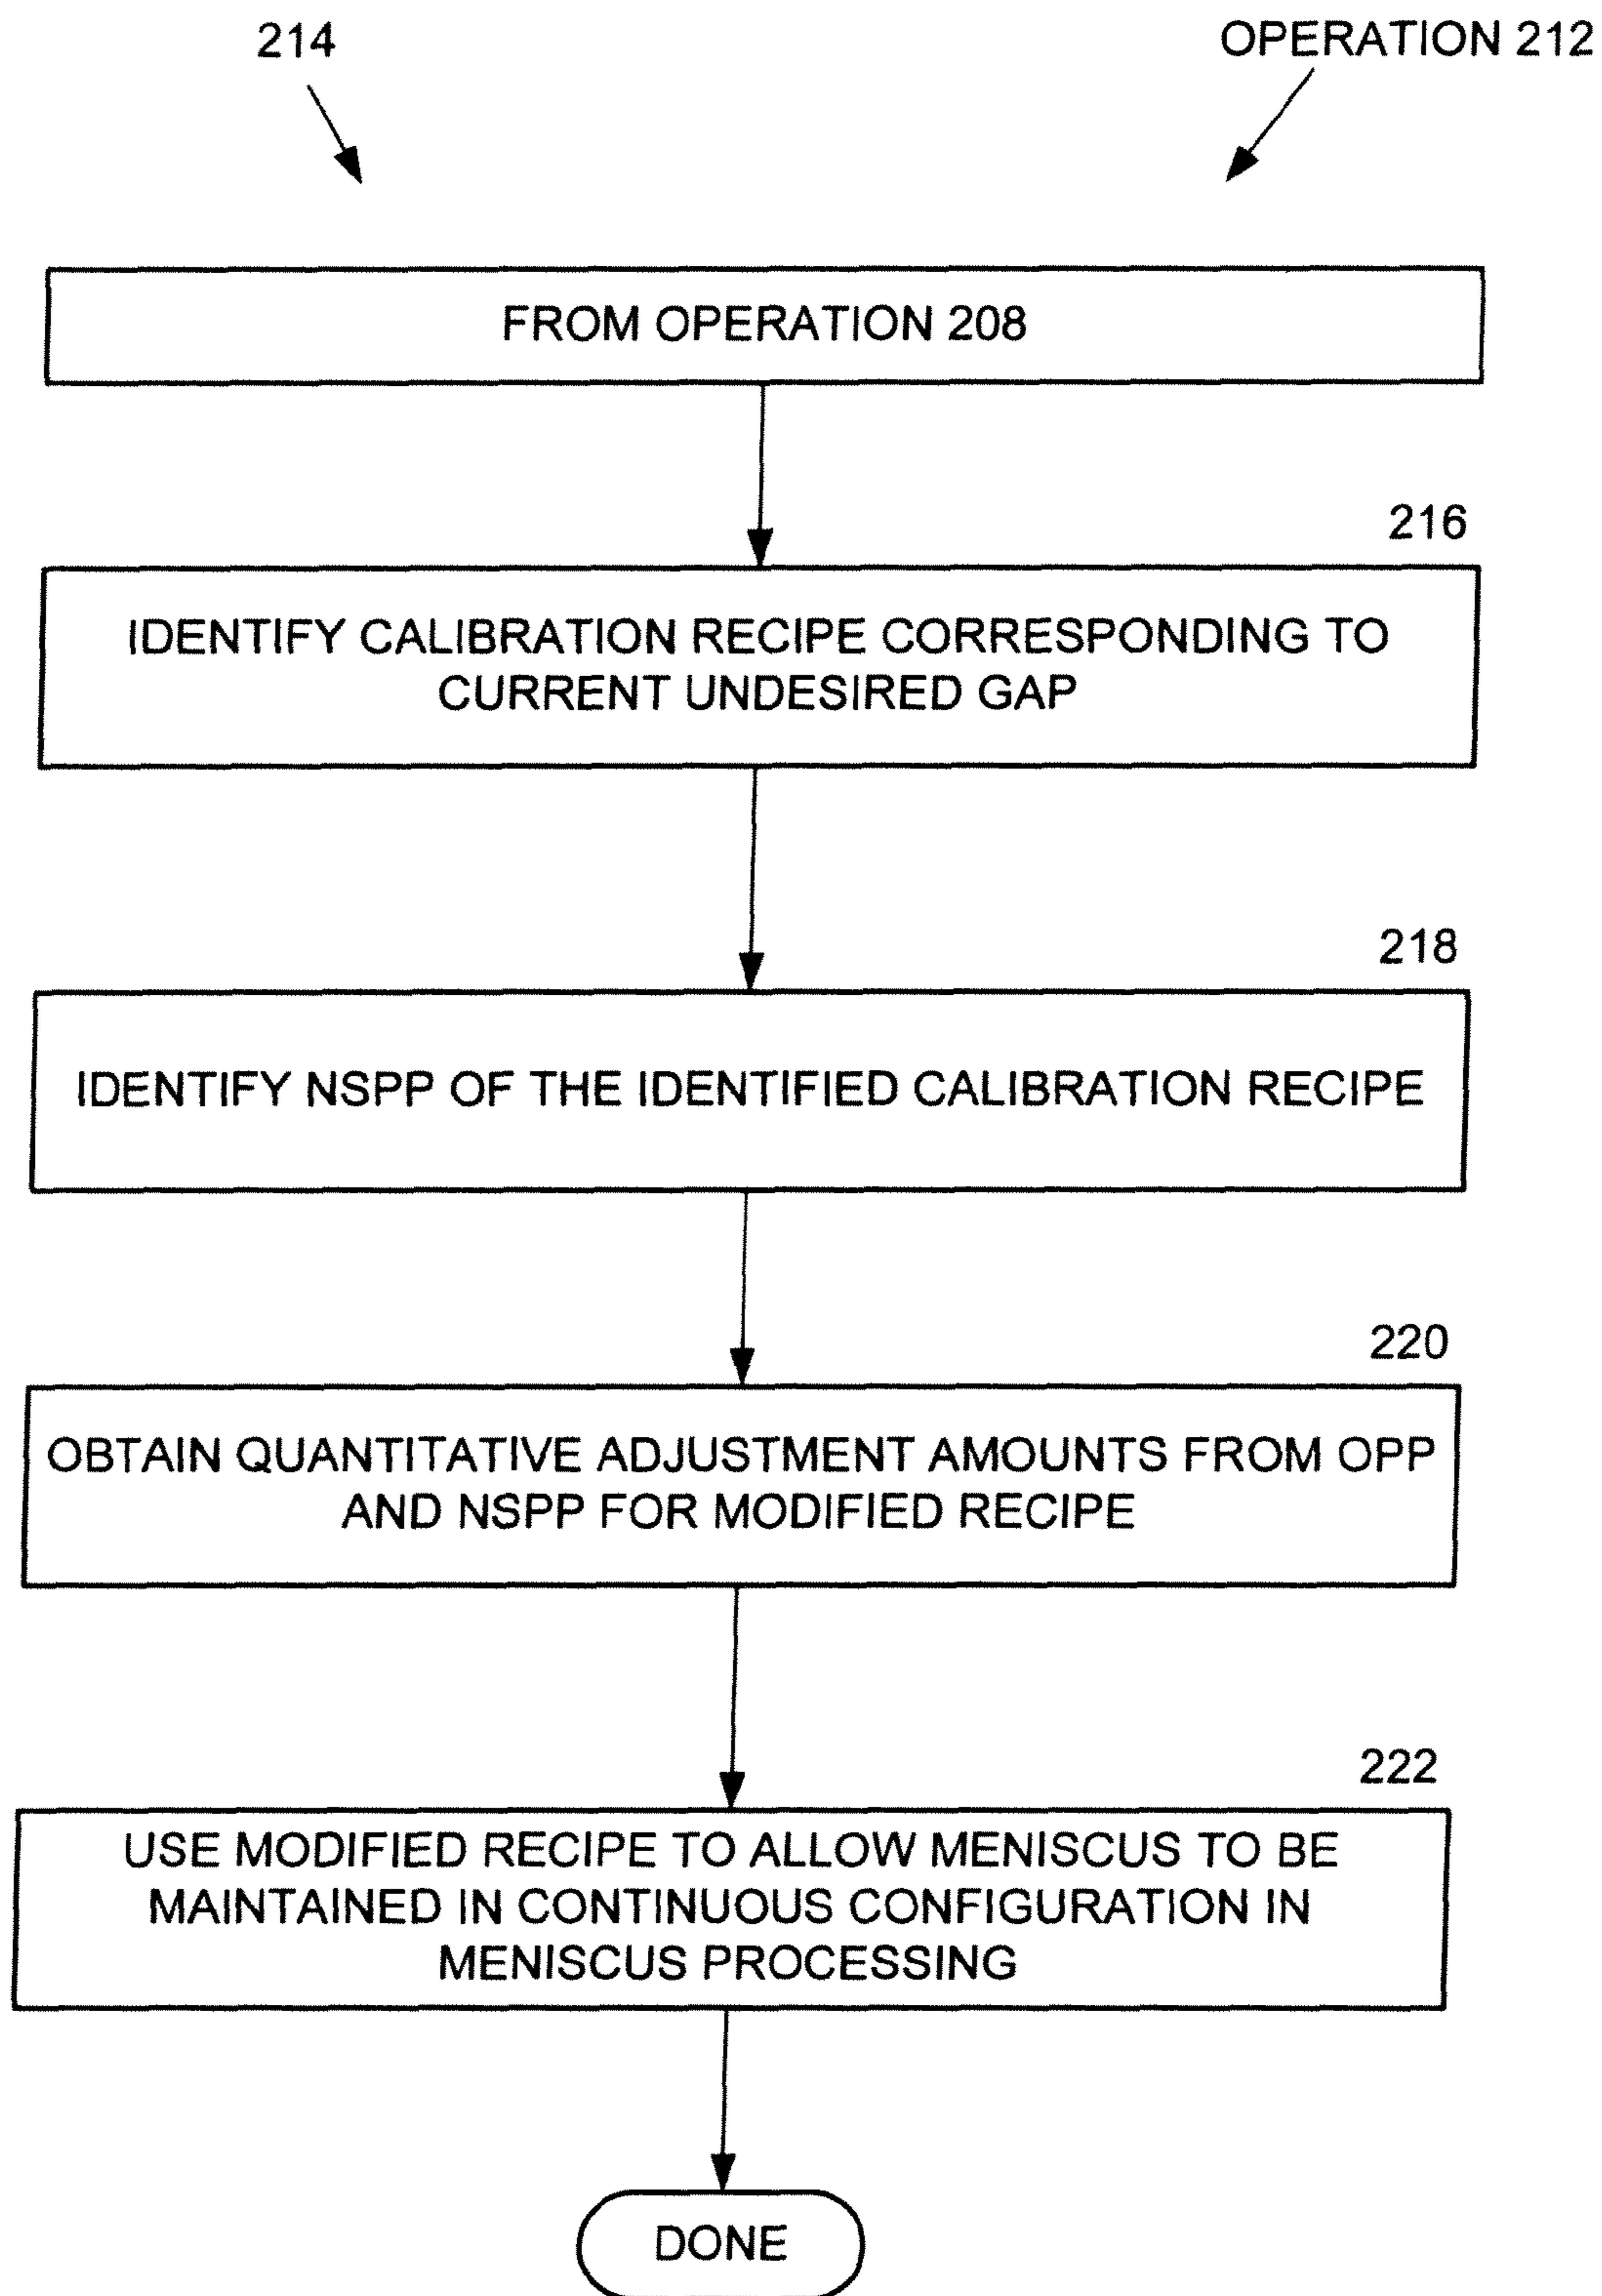 214
OPERATION 212
FROM OPERATION 208
216
IDENTIFY CALIBRATION RECIPE CORRESPONDING TO
CURRENT UNDESIRED GAP
218
IDENTIFY NSPP OF THE IDENTIFIED CALIBRATION RECIPE
220
OBTAIN QUANTITATIVE ADJUSTMENT AMOUNTS FROM OPP
AND NSPP FOR MODIFIED RECIPE
222
USE MODIFIED RECIPE TO ALLOW MENISCUS TO BE
MAINTAINED IN CONTINUOUS CONFIGURATION IN
MENISCUS PROCESSING
DONE